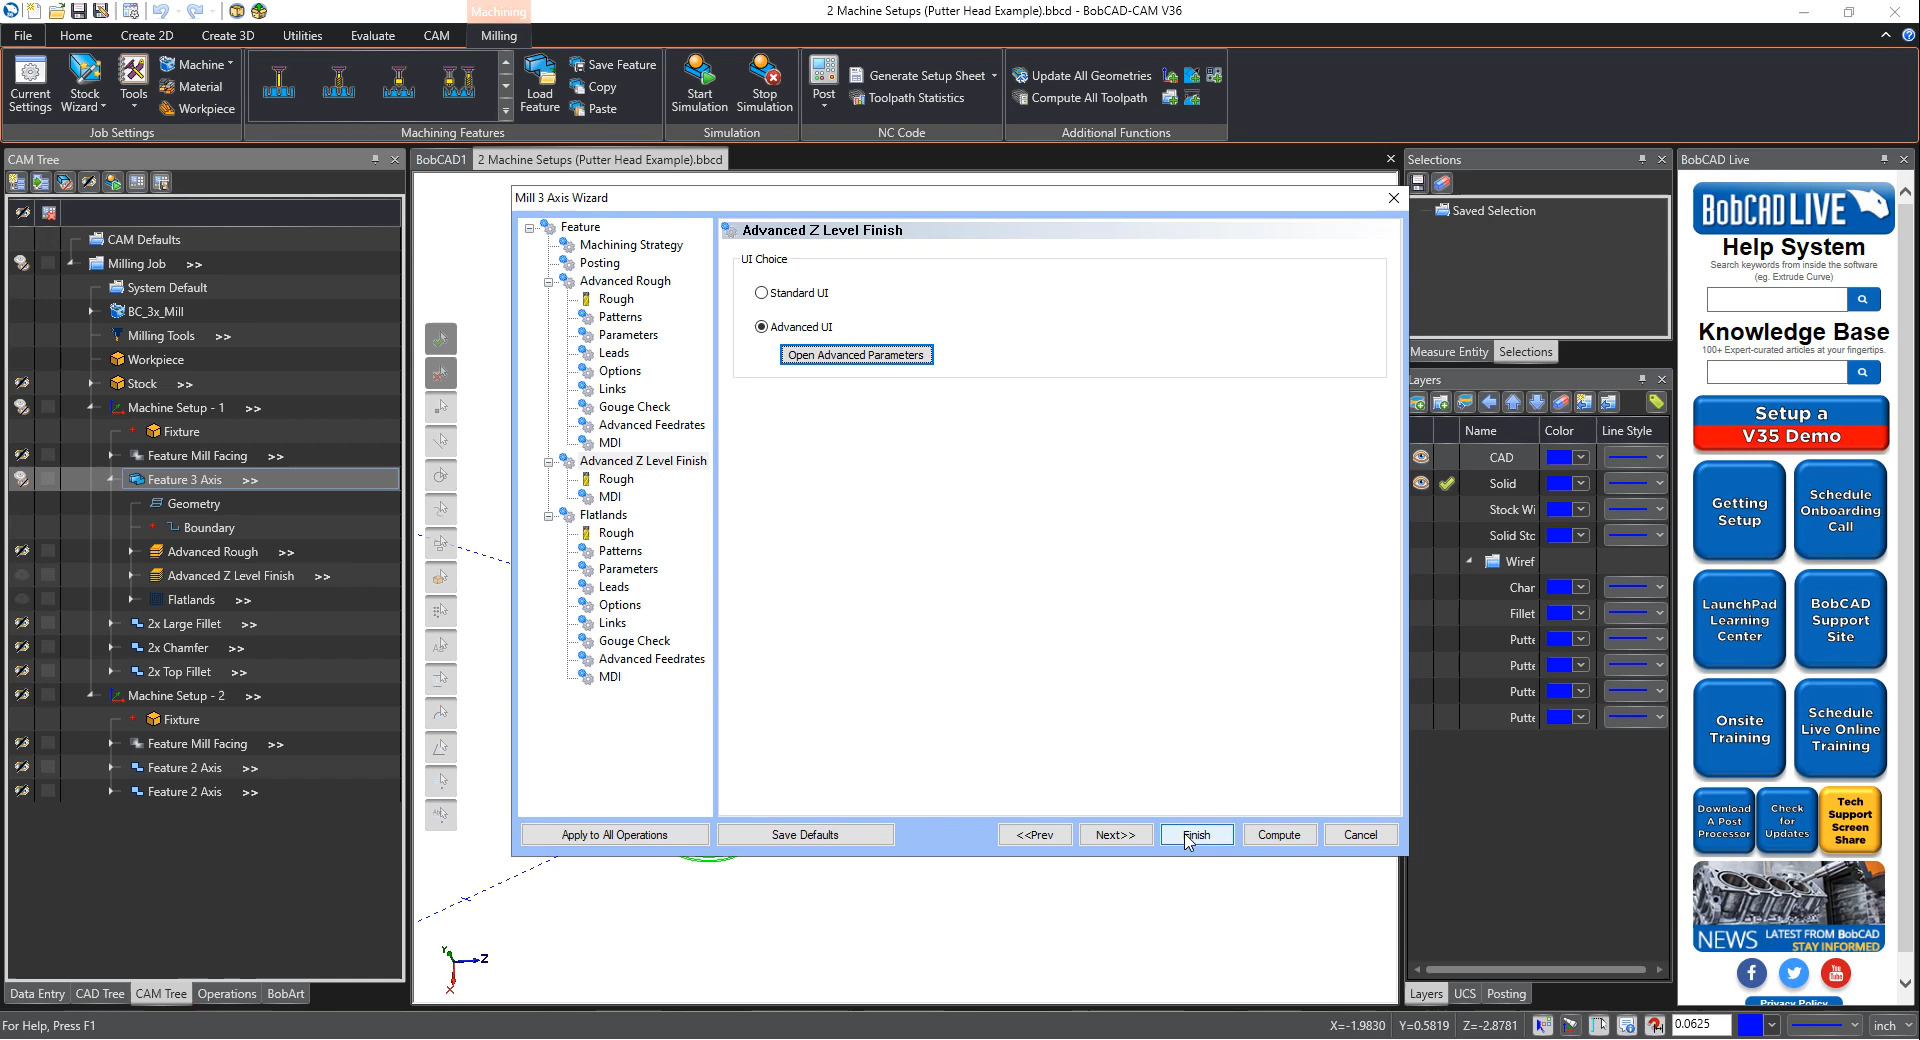 Machining
2 Machine Setups (Putter Head Example).bbcd - BobCAD-CAM V36
File Home Create 2D Create 3D Utilities Evaluate CAM Milling
Current Settings
Stock Wizard
Tools
Machine
Material
Workpiece
Job Settings
Machining Features
Load Feature
Save Feature
Copy
Paste
Start Simulation
Stop Simulation
Simulation
Post
Generate Setup Sheet
Toolpath Statistics
NC Code
Update All Geometries
Compute All Toolpath
Additional Functions
CAM Tree
CAM Defaults
Milling Job >>
System Default
BC_3x_Mill
Milling Tools >>
Workpiece
Stock >>
Machine Setup - 1 >>
Fixture
Feature Mill Facing >>
Feature 3 Axis >>
Geometry
Boundary
Advanced Rough >>
Advanced Z Level Finish >>
Flatlands >>
2x Large Fillet >>
2x Chamfer >>
2x Top Fillet >>
Machine Setup - 2 >>
Fixture
Feature Mill Facing >>
Feature 2 Axis >>
Feature 2 Axis >>
Data Entry CAD Tree CAM Tree Operations BobArt
BobCAD1 2 Machine Setups (Putter Head Example).bbcd
Mill 3 Axis Wizard
Feature
Machining Strategy
Posting
Advanced Rough
Rough
Patterns
Parameters
Leads
Options
Links
Gouge Check
Advanced Feedrates
MDI
Advanced Z Level Finish
Rough
MDI
Flatlands
Rough
Patterns
Parameters
Leads
Options
Links
Gouge Check
Advanced Feedrates
MDI
Advanced Z Level Finish
UI Choice
Standard UI
Advanced UI
Open Advanced Parameters
Apply to All Operations Save Defaults <<Prev Next>> Finish Compute Cancel
Y
Z
X
Selections
Saved Selection
Measure Entity Selections
Layers
Name Color Line Style
CAD
Solid
Stock Wi
Solid Stc
Wiref
Char
Fillet
Putte
Putte
Putte
Putte
Layers UCS Posting
BobCAD Live
BOBCAD LIVE
Help System
Search keywords from inside the software
(eg. Extrude Curve)
Knowledge Base
100+ Expert-curated articles at your fingertips.
Setup a
V35 Demo
Getting Setup
Schedule Onboarding Call
LaunchPad Learning Center
BobCAD Support Site
Onsite Training
Schedule Live Online Training
Download A Post Processor
Check for Updates
Tech Support Screen Share
NEWS LATEST FROM BobCAD
STAY INFORMED
You Tube
Privacy Policy
For Help, Press F1
X=-1.9830 Y=0.5819 Z=-2.8781 0.0625 inch